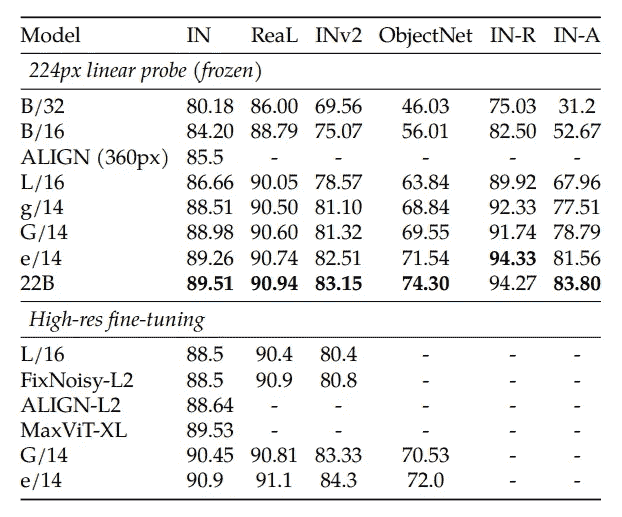 Model IN ReaL INv2 ObjectNet IN-R IN-A
224px linear probe (frozen)
B/32 80.18 86.00 69.56 46.03 75.03 31.2
B/16 84.20 88.79 75.07 56.01 82.50 52.67
ALIGN (360px) 85.5 - - - - -
L/16 86.66 90.05 78.57 63.84 89.92 67.96
g/14 88.51 90.50 81.10 68.84 92.33 77.51
G/14 88.98 90.60 81.32 69.55 91.74 78.79
e/14 89.26 90.74 82.51 71.54 94.33 81.56
22B 89.51 90.94 83.15 74.30 94.27 83.80
High-res fine-tuning
L/16 88.5 90.4 80.4 - - -
FixNoisy-L2 88.5 90.9 80.8 - - -
ALIGN-L2 88.64 - - - - -
MaxViT-XL 89.53 - - - - -
G/14 90.45 90.81 83.33 70.53 - -
e/14 90.9 91.1 84.3 72.0 - -